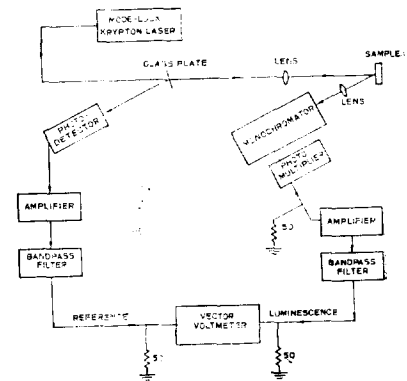 MODE-LOCK
KRYPTON LASER
GLASS PLATE
LENS
SAMPLE
LENS
PHOTO
DETECTOR
MONOCHROMATOR
PHOTO
MULTIPLIER
AMPLIFIER
50
AMPLIFIER
BANDPASS
FILTER
BANDPASS
FILTER
REFERENCE
VECTOR
VOLTMETER
LUMINESCENCE
50